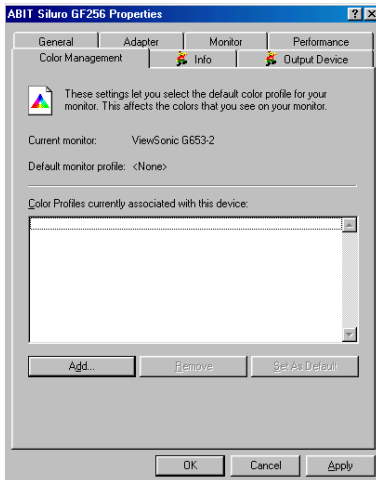 ABIT Siluro GF256 Properties
General Adapter Monitor Performance
Color Management Info Output Device
These settings let you select the default color profile for your
monitor. This affects the colors that you see on your monitor.
Current monitor: ViewSonic G653-2
Default monitor profile: <None>
Color Profiles currently associated with this device:
Add... Remove Set As Default
OK Cancel Apply